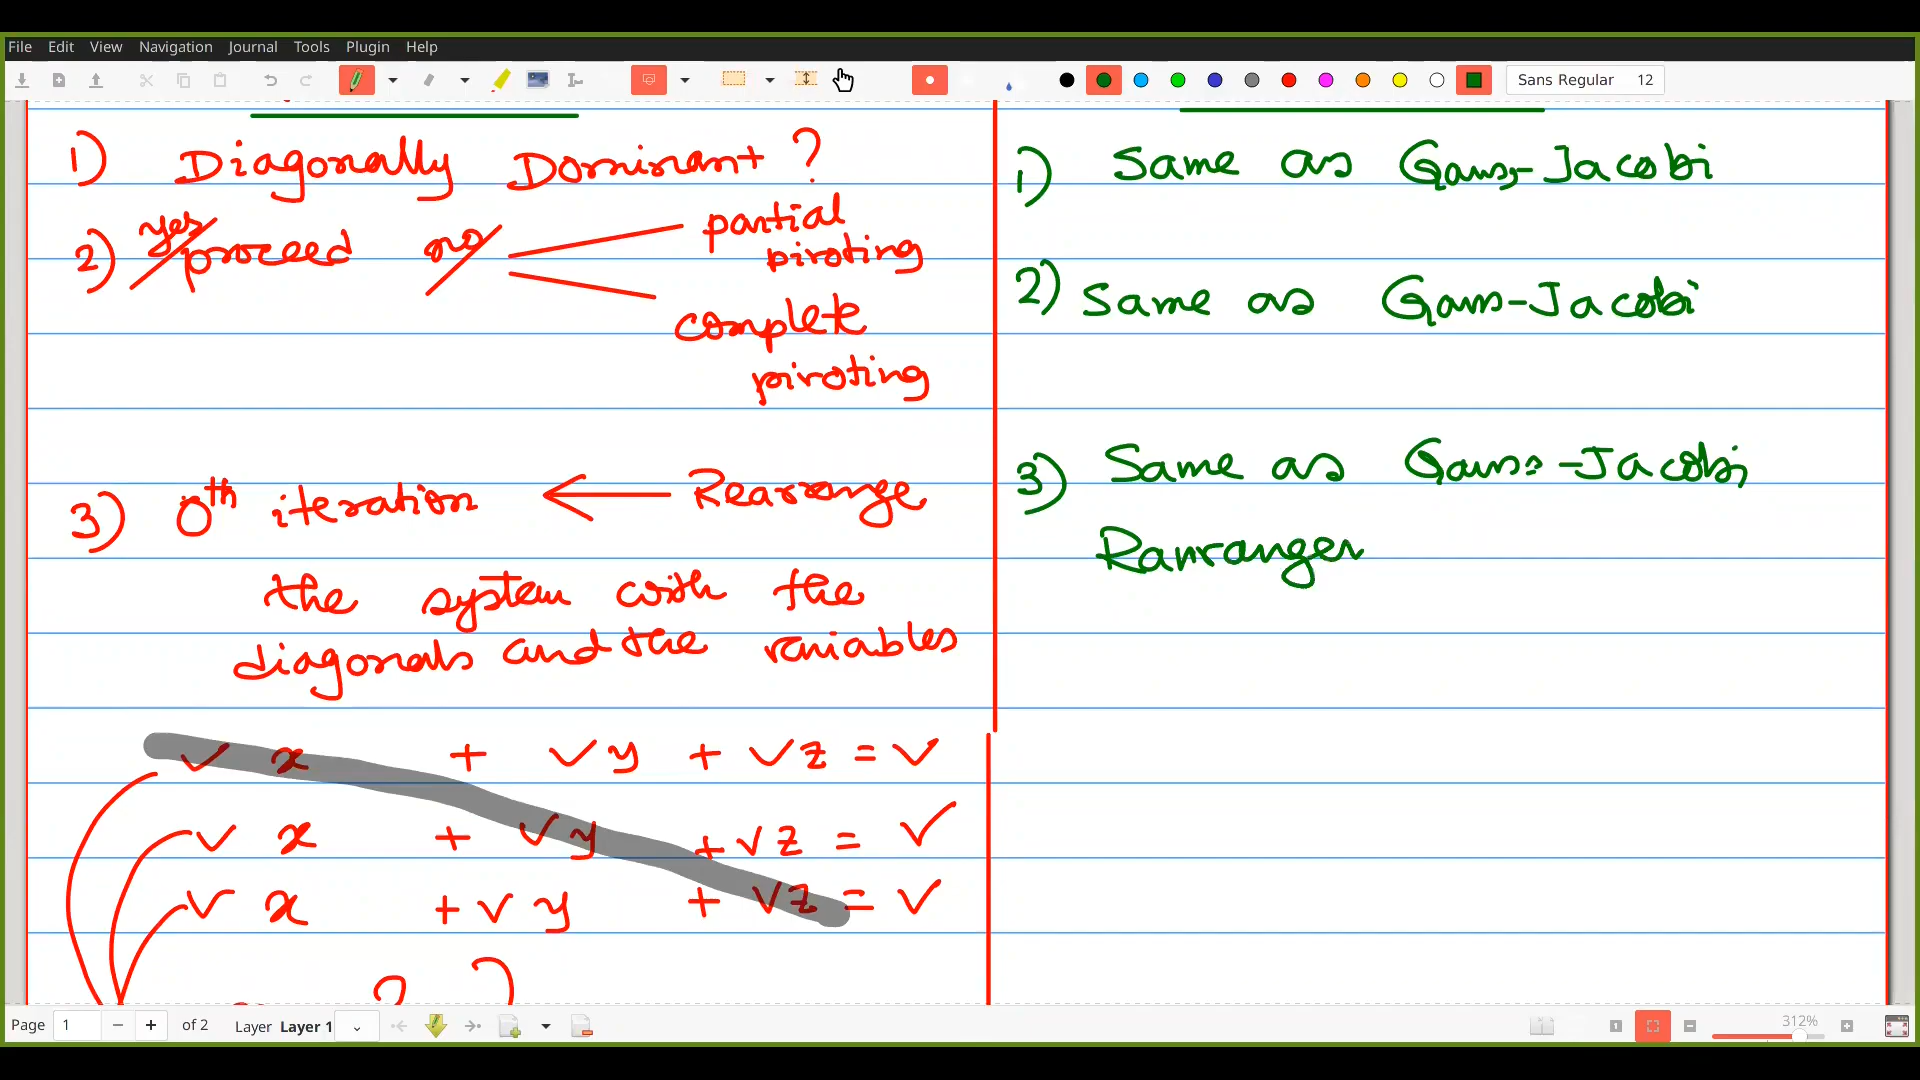 File Edit View Navigation Journal Tools Plugin Help
Sans Regular 12
1) Diagonally Dominant ?
2) yes/proceed no/ partial
pivoting
complete
pivoting
3) 0th iteration ← Rearrange
the system with the
diagonals and the variables
✓ x + ✓ y + ✓ z = ✓
✓ x + ✓ y + ✓ z = ✓
✓ x + ✓ y + ✓ z = ✓
1) Same as Gauss-Jacobi
2) Same as Gauss-Jacobi
3) Same as Gauss-Jacobi
Page 1 of 2 Layer Layer 1
312%